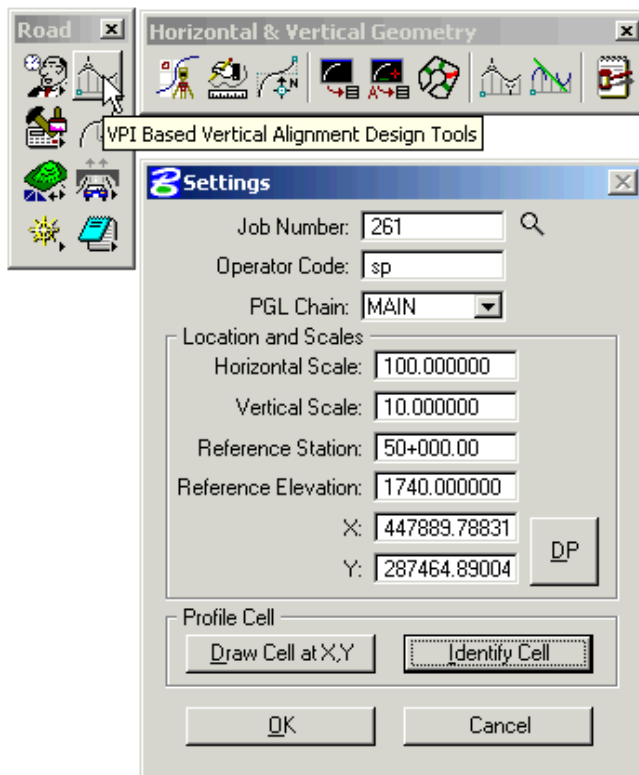 Road
Horizontal & Vertical Geometry
VPI Based Vertical Alignment Design Tools
Settings
Job Number: 261
Operator Code: sp
PGL Chain: MAIN
Location and Scales
Horizontal Scale: 100.000000
Vertical Scale: 10.000000
Reference Station: 50+000.00
Reference Elevation: 1740.000000
X: 447889.78831
Y: 287464.89004
DP
Profile Cell
Draw Cell at X,Y
Identify Cell
OK
Cancel